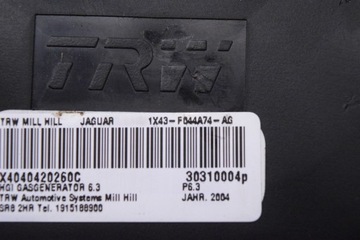 TRW
TRW MILL HILL JAGUAR 1X43-F044A74-AG
X4040420260C 30310004p
HGI GASGENERATOR 6.3 P6.3
TRW Automotive Systems Mill Hill JAHR. 2004
SR8 2HR Tel. 1915188900